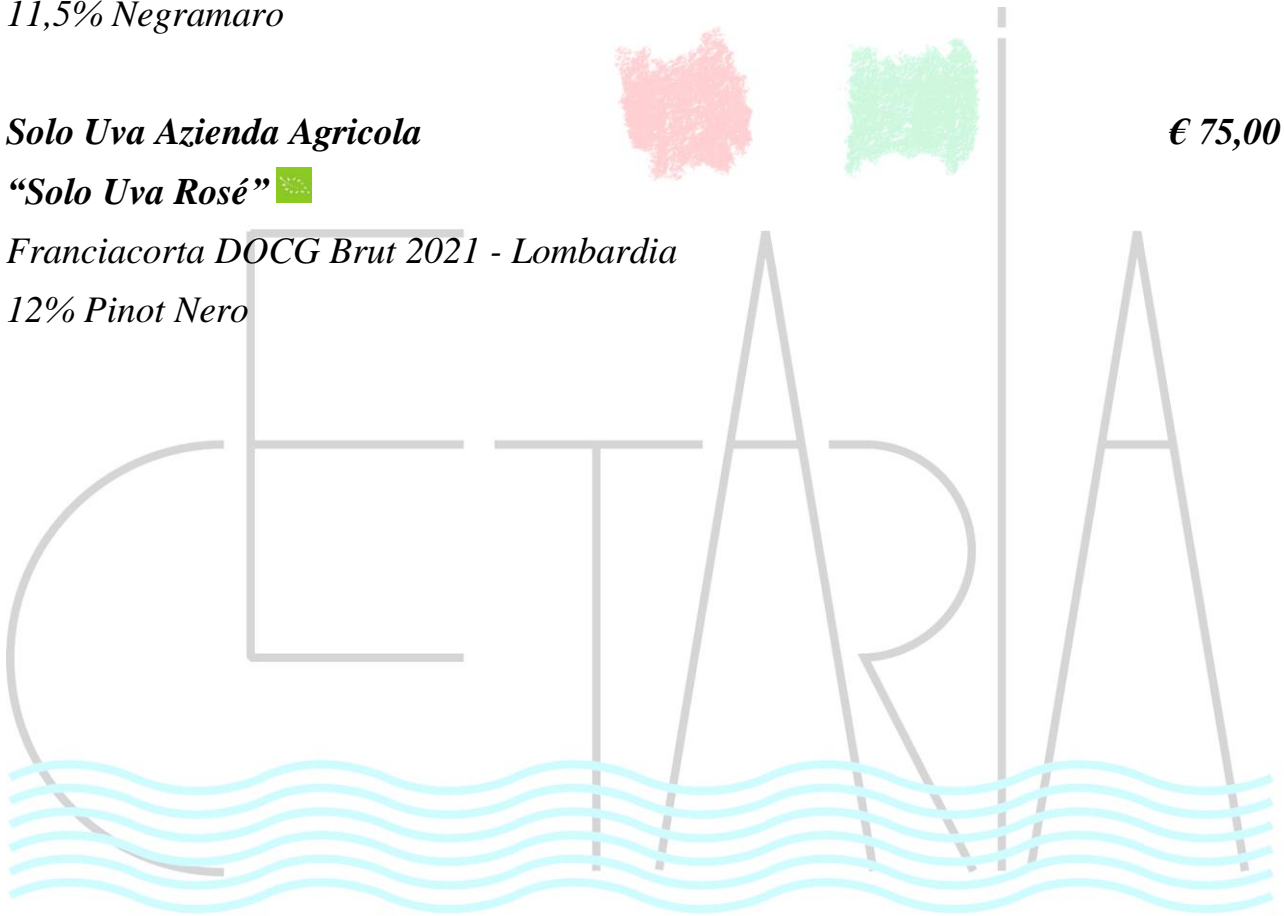 11,5% Negramaro
Solo Uva Azienda Agricola € 75,00
“Solo Uva Rosé”
Franciacorta DOCG Brut 2021 - Lombardia
12% Pinot Nero
CETARIA